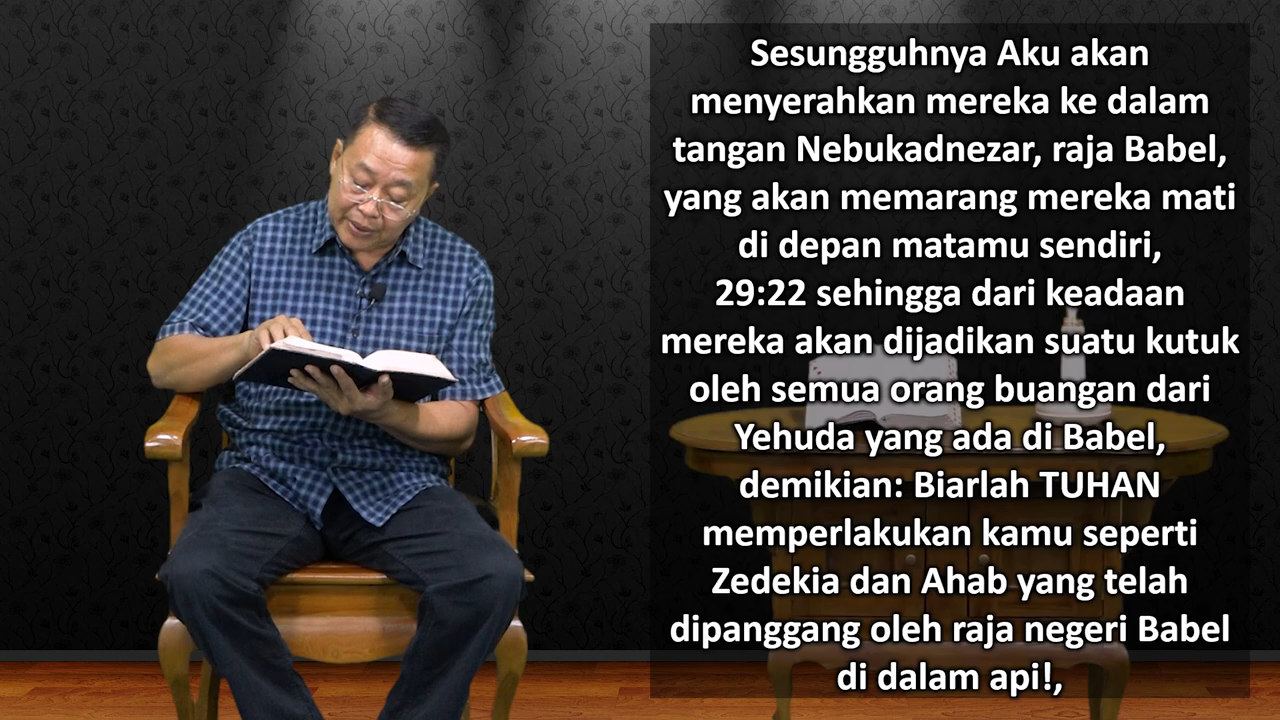 Sesungguhnya Aku akan
menyerahkan mereka ke dalam
tangan Nebukadnezar, raja Babel,
yang akan memarang mereka mati
di depan matamu sendiri,
29:22 sehingga dari keadaan
mereka akan dijadikan suatu kutuk
oleh semua orang buangan dari
Yehuda yang ada di Babel,
demikian: Biarlah TUHAN
memperlakukan kamu seperti
Zedekia dan Ahab yang telah
dipanggang oleh raja negeri Babel
di dalam api!,